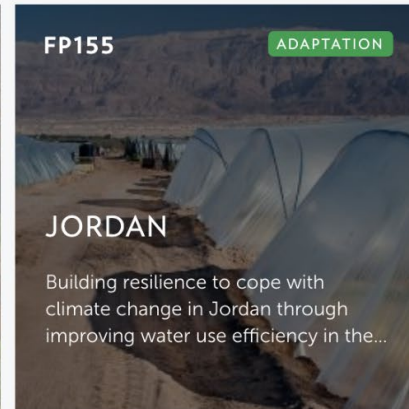 FP155
ADAPTATION
JORDAN
Building resilience to cope with
climate change in Jordan through
improving water use efficiency in the...